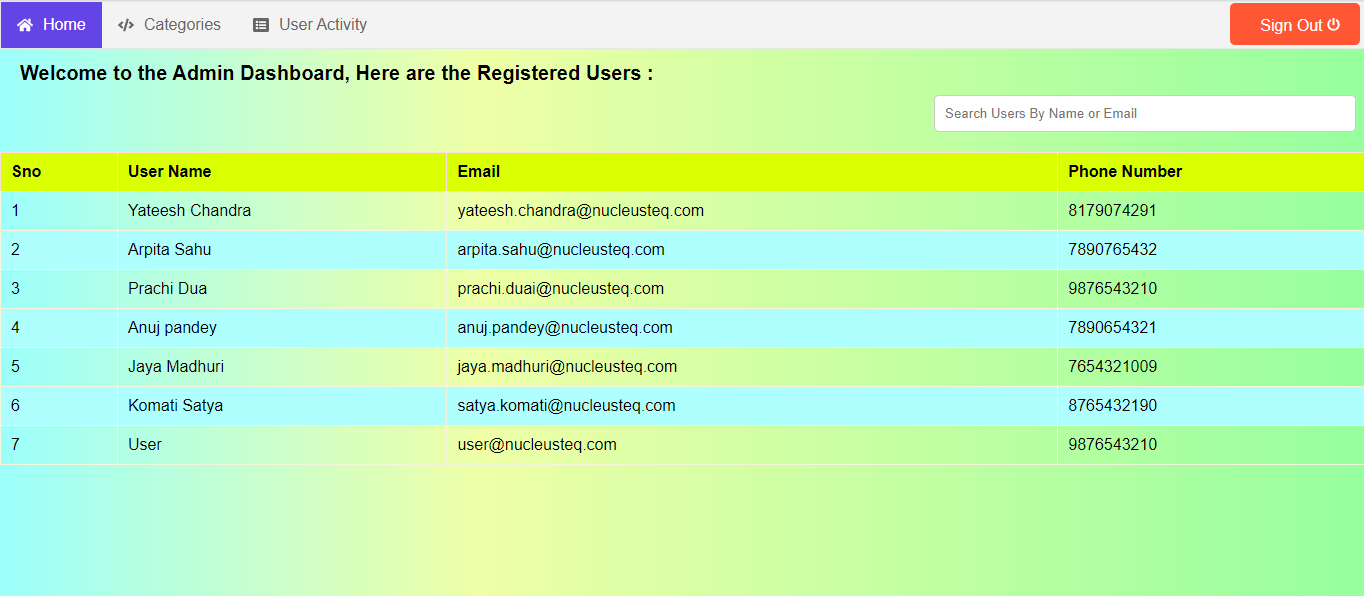 Home Categories User Activity Sign Out
Welcome to the Admin Dashboard, Here are the Registered Users :
Search Users By Name or Email
Sno User Name Email Phone Number
1 Yateesh Chandra yateesh.chandra@nucleusteq.com 8179074291
2 Arpita Sahu arpita.sahu@nucleusteq.com 7890765432
3 Prachi Dua prachi.duai@nucleusteq.com 9876543210
4 Anuj pandey anuj.pandey@nucleusteq.com 7890654321
5 Jaya Madhuri jaya.madhuri@nucleusteq.com 7654321009
6 Komati Satya satya.komati@nucleusteq.com 8765432190
7 User user@nucleusteq.com 9876543210